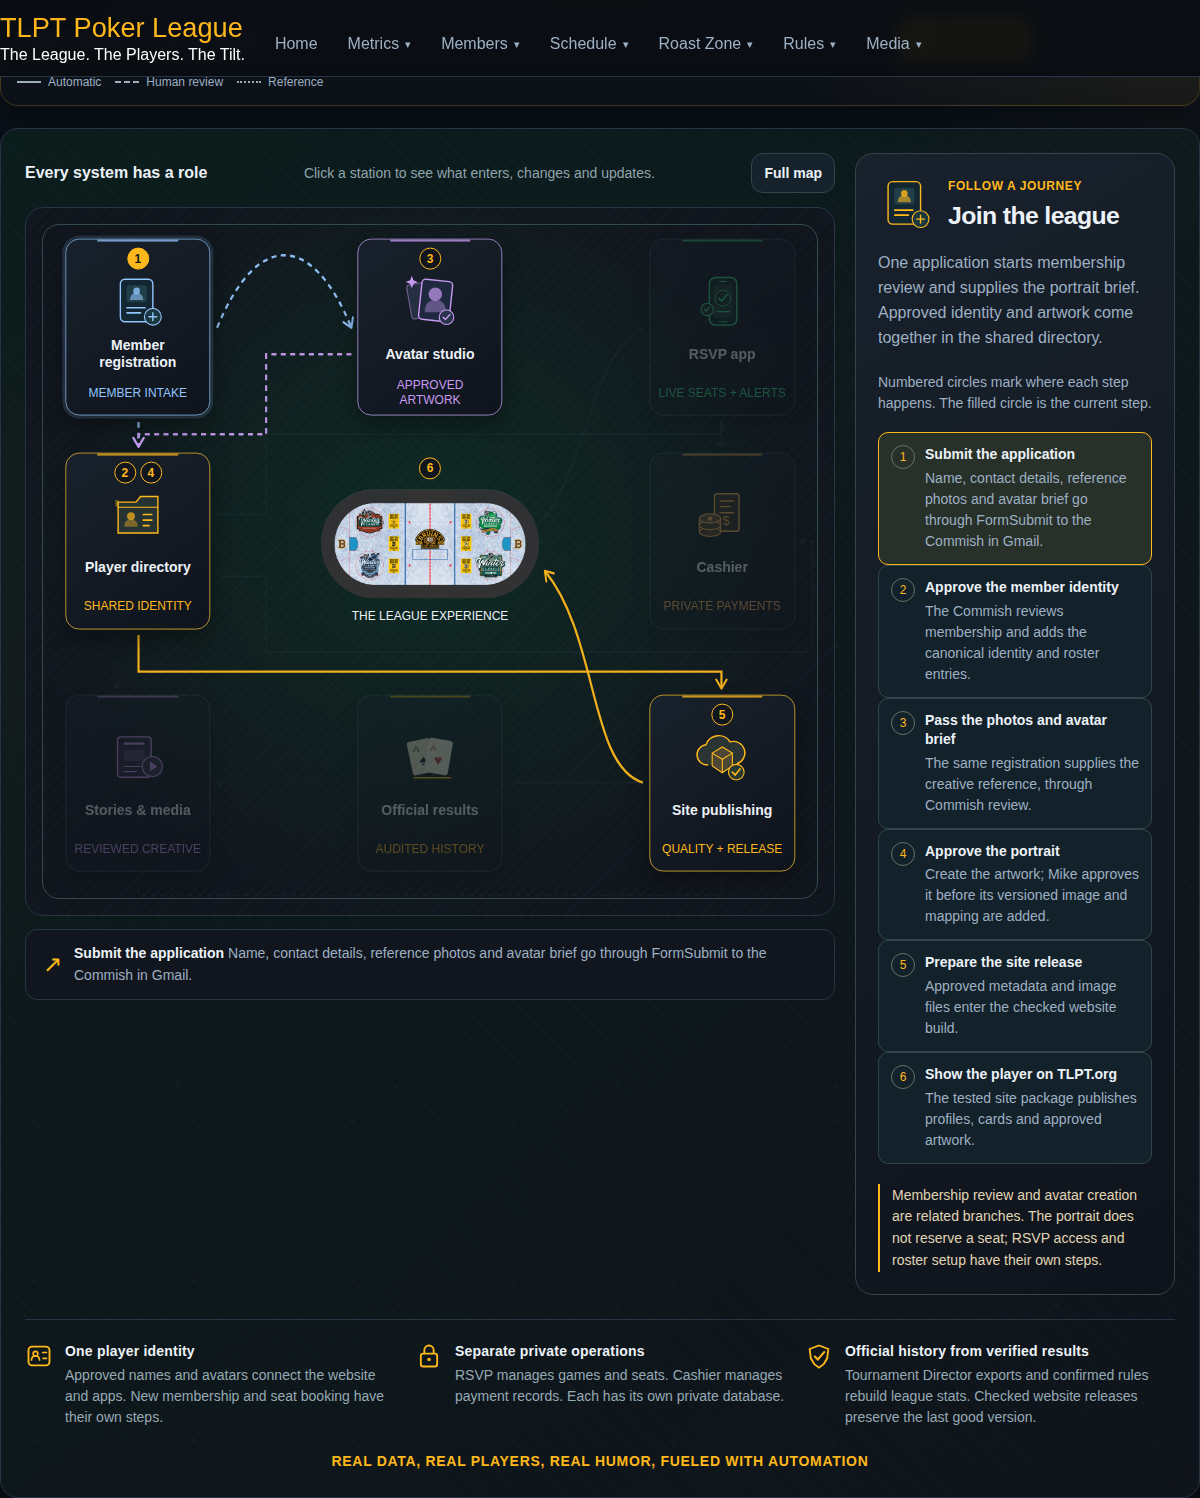 TLPT Poker League
The League. The Players. The Tilt.
Home
Metrics ▾
Members ▾
Schedule ▾
Roast Zone ▾
Rules ▾
Media ▾
Automatic
Human review
Reference
Every system has a role
Click a station to see what enters, changes and updates.
Full map
1
Member
registration
MEMBER INTAKE
3
Avatar studio
APPROVED
ARTWORK
RSVP app
LIVE SEATS + ALERTS
2 4
Player directory
SHARED IDENTITY
6
THE LEAGUE EXPERIENCE
Cashier
PRIVATE PAYMENTS
Stories & media
REVIEWED CREATIVE
Official results
AUDITED HISTORY
5
Site publishing
QUALITY + RELEASE
Submit the application Name, contact details, reference photos and avatar brief go through FormSubmit to the
Commish in Gmail.
FOLLOW A JOURNEY
Join the league
One application starts membership
review and supplies the portrait brief.
Approved identity and artwork come
together in the shared directory.
Numbered circles mark where each step
happens. The filled circle is the current step.
1
Submit the application
Name, contact details, reference
photos and avatar brief go
through FormSubmit to the
Commish in Gmail.
2
Approve the member identity
The Commish reviews
membership and adds the
canonical identity and roster
entries.
3
Pass the photos and avatar
brief
The same registration supplies the
creative reference, through
Commish review.
4
Approve the portrait
Create the artwork; Mike approves
it before its versioned image and
mapping are added.
5
Prepare the site release
Approved metadata and image
files enter the checked website
build.
6
Show the player on TLPT.org
The tested site package publishes
profiles, cards and approved
artwork.
Membership review and avatar creation
are related branches. The portrait does
not reserve a seat; RSVP access and
roster setup have their own steps.
One player identity
Approved names and avatars connect the website
and apps. New membership and seat booking have
their own steps.
Separate private operations
RSVP manages games and seats. Cashier manages
payment records. Each has its own private database.
Official history from verified results
Tournament Director exports and confirmed rules
rebuild league stats. Checked website releases
preserve the last good version.
REAL DATA, REAL PLAYERS, REAL HUMOR, FUELED WITH AUTOMATION